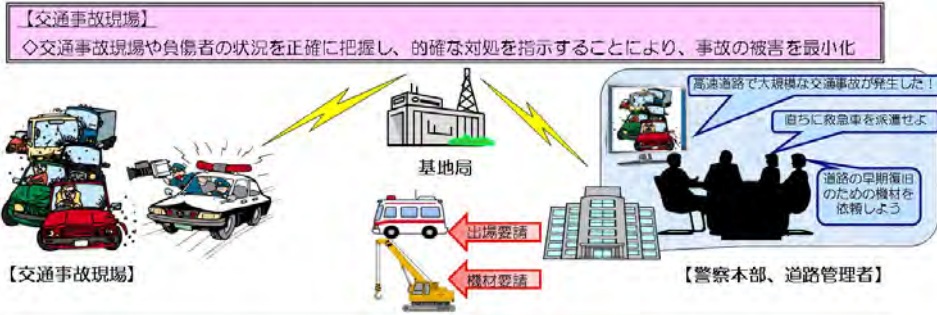 【交通事故現場】
◇交通事故現場や負傷者の状況を正確に把握し、的確な対処を指示することにより、事故の被害を最小化
高速道路で大規模な交通事故が発生した！
直ちに救急車を派遣せよ
道路の早期復旧
のための機材を
依頼しよう
基地局
出場要請
機材要請
【交通事故現場】
【警察本部、道路管理者】